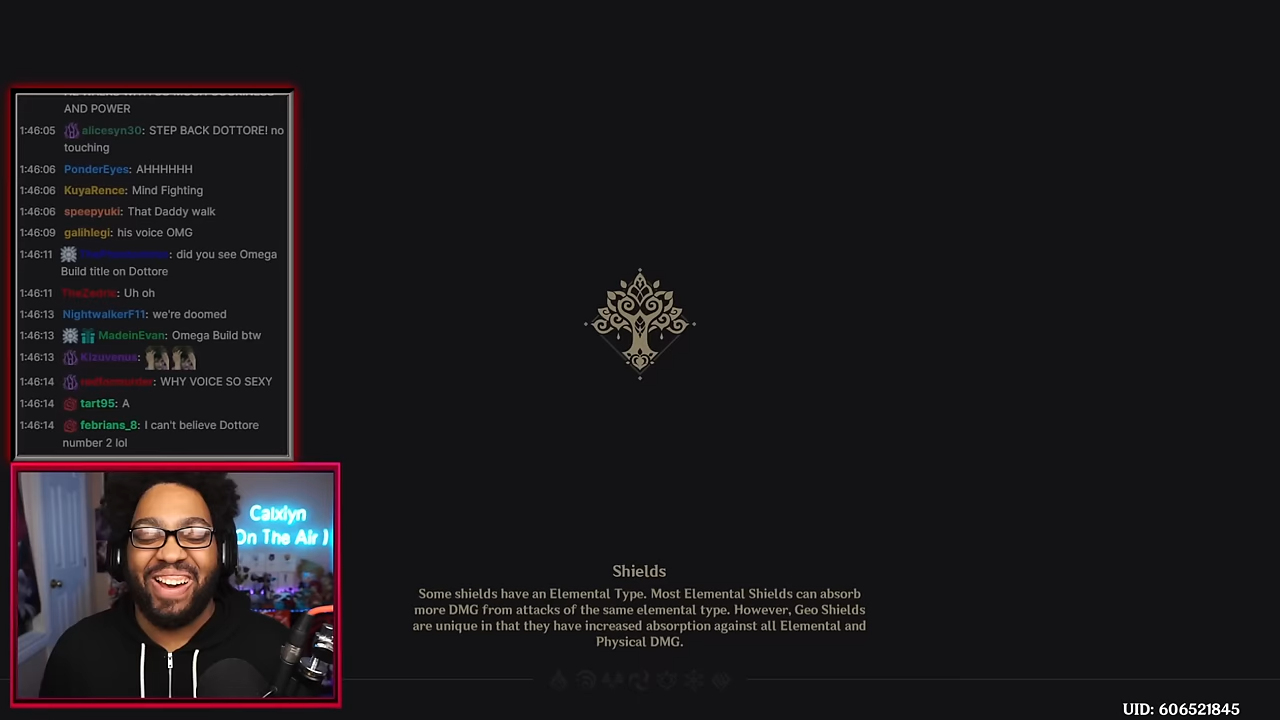 AND POWER
1:46:05 alicesyn30: STEP BACK DOTTORE! no
touching
1:46:06 PonderEyes: AHHHHHH
1:46:06 KuyaRence: Mind Fighting
1:46:06 speepyuki: That Daddy walk
1:46:09 galihlegi: his voice OMG
1:46:11 : did you see Omega
Build title on Dottore
1:46:11 TheZedrix: Uh oh
1:46:13 NightwalkerF11: we're doomed
1:46:13 MadeinEvan: Omega Build btw
1:46:13 Kizuvenus:
1:46:14 : WHY VOICE SO SEXY
1:46:14 tart95: A
1:46:14 febrians_8: I can't believe Dottore
number 2 lol
Catxlyn
On The Air )
Shields
Some shields have an Elemental Type. Most Elemental Shields can absorb
more DMG from attacks of the same elemental type. However, Geo Shields
are unique in that they have increased absorption against all Elemental and
Physical DMG.
UID: 606521845